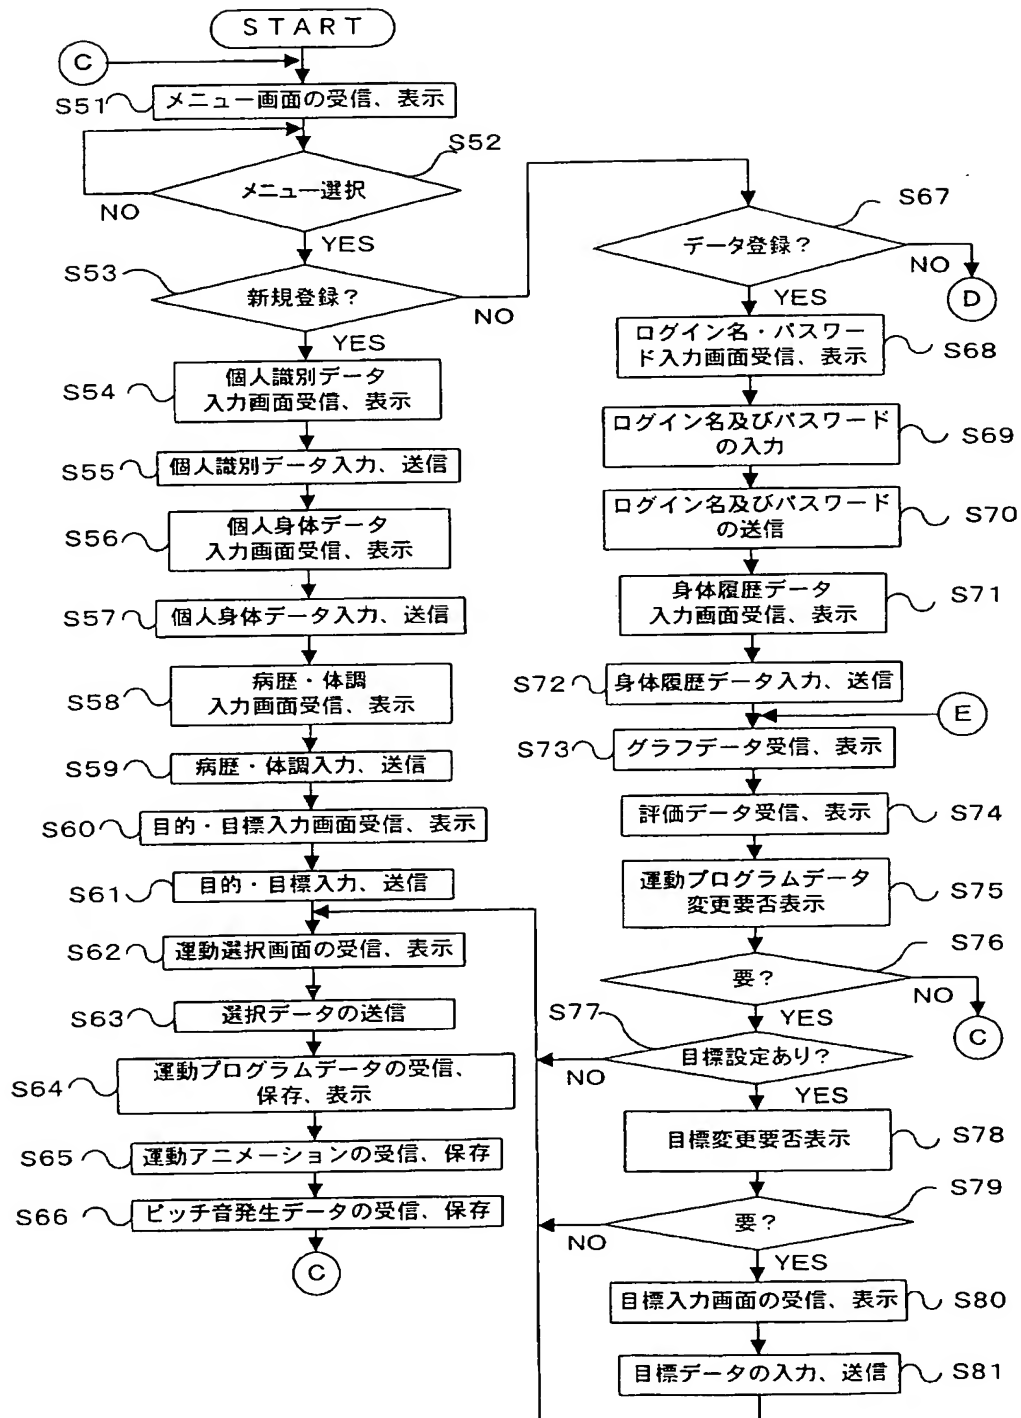 START
C
S51
メニュー画面の受信、表示
S52
メニュー選択
NO
YES
S53
新規登録？
NO
YES
S54
個人識別データ
入力画面受信、表示
S55
個人識別データ入力、送信
S56
個人身体データ
入力画面受信、表示
S57
個人身体データ入力、送信
S58
病歴・体調
入力画面受信、表示
S59
病歴・体調入力、送信
S60
目的・目標入力画面受信、表示
S61
目的・目標入力、送信
S62
運動選択画面の受信、表示
S63
選択データの送信
S64
運動プログラムデータの受信、
保存、表示
S65
運動アニメーションの受信、保存
S66
ピッチ音発生データの受信、保存
C
S67
データ登録？
NO
D
YES
ログイン名・パスワー
ド入力画面受信、表示
S68
ログイン名及びパスワード
の入力
S69
ログイン名及びパスワード
の送信
S70
身体履歴データ
入力画面受信、表示
S71
S72
身体履歴データ入力、送信
E
S73
グラフデータ受信、表示
評価データ受信、表示
S74
運動プログラムデータ
変更要否表示
S75
S76
要？
NO
C
YES
S77
目標設定あり？
NO
YES
目標変更要否表示
S78
S79
要？
NO
YES
目標入力画面の受信、表示
S80
目標データの入力、送信
S81